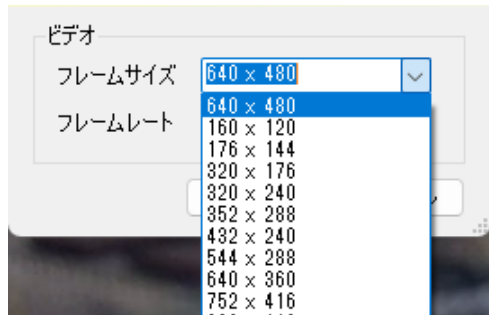 ビデオ
フレームサイズ 640 x 480
640 x 480
フレームレート
160 x 120
176 x 144
320 x 176
320 x 240
352 x 288
432 x 240
544 x 288
640 x 360
752 x 416